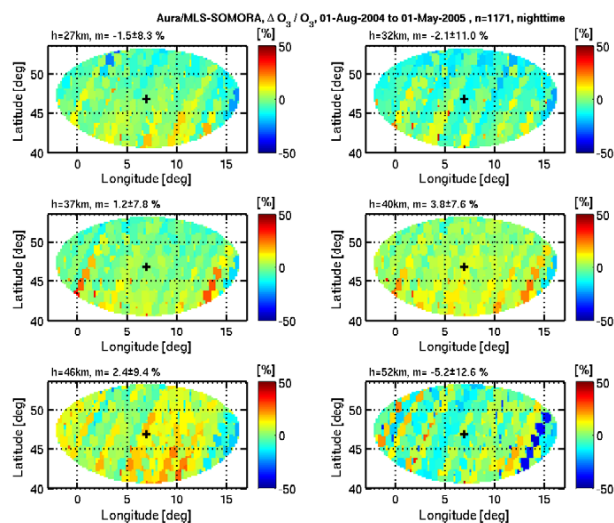 Aura/MLS-SOMORA, Δ O3 / O3, 01-Aug-2004 to 01-May-2005 , n=1171, nighttime
h=27km, m= -1.5±8.3 %
[%]
h=32km, m= -2.1±11.0 %
[%]
50
0
-50
50
0
-50
Latitude [deg]
50
45
40
Latitude [deg]
50
45
40
0 5 10 15
0 5 10 15
Longitude [deg]
Longitude [deg]
h=37km, m= 1.2±7.8 %
[%]
h=40km, m= 3.8±7.6 %
[%]
50
0
-50
50
0
-50
Latitude [deg]
50
45
40
Latitude [deg]
50
45
40
0 5 10 15
0 5 10 15
Longitude [deg]
Longitude [deg]
h=46km, m= 2.4±9.4 %
[%]
h=52km, m= -5.2±12.6 %
[%]
50
0
-50
50
0
-50
Latitude [deg]
50
45
40
Latitude [deg]
50
45
40
0 5 10 15
0 5 10 15
Longitude [deg]
Longitude [deg]